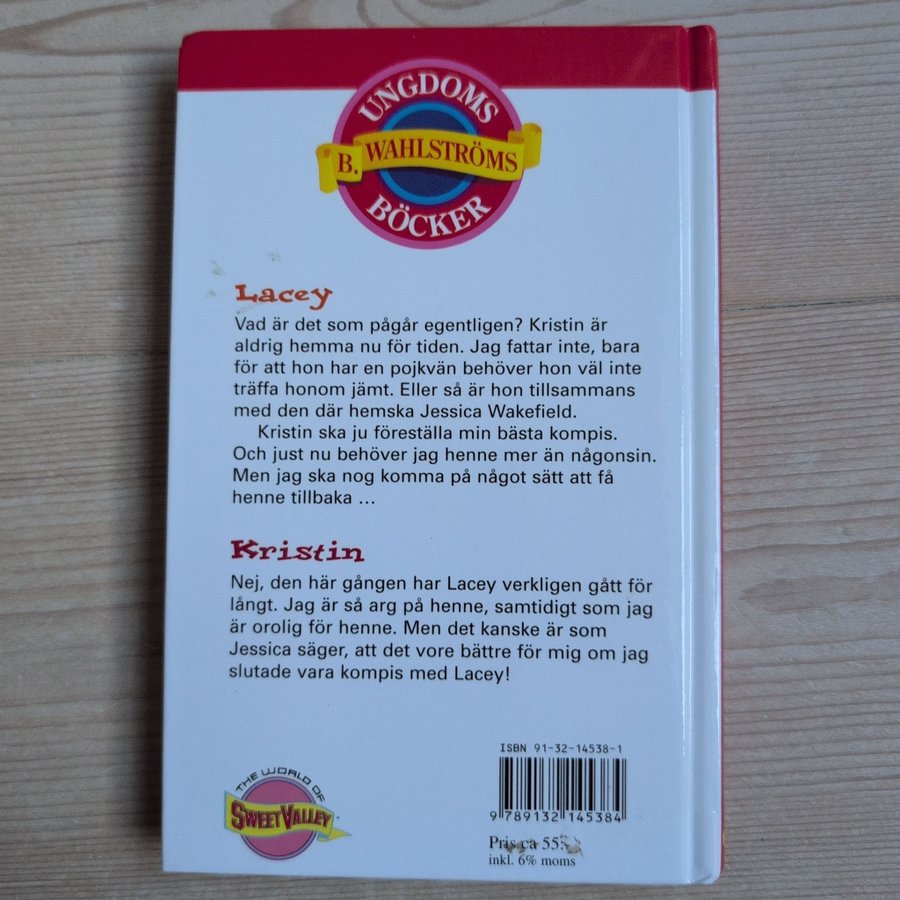 UNGDOMS
B. WAHLSTRÖMS
BÖCKER
Lacey
Vad är det som pågår egentligen? Kristin är
aldrig hemma nu för tiden. Jag fattar inte, bara
för att hon har en pojkvän behöver hon väl inte
träffa honom jämt. Eller så är hon tillsammans
med den där hemska Jessica Wakefield.
Kristin ska ju föreställa min bästa kompis.
Och just nu behöver jag henne mer än någonsin.
Men jag ska nog komma på något sätt att få
henne tillbaka ...
Kristin
Nej, den här gången har Lacey verkligen gått för
långt. Jag är så arg på henne, samtidigt som jag
är orolig för henne. Men det kanske är som
Jessica säger, att det vore bättre för mig om jag
slutade vara kompis med Lacey!
ISBN 91-32-14538-1
9 789132 145384
Pris ca 55:-
inkl. 6% moms
THE WORLD OF
SWEET VALLEY